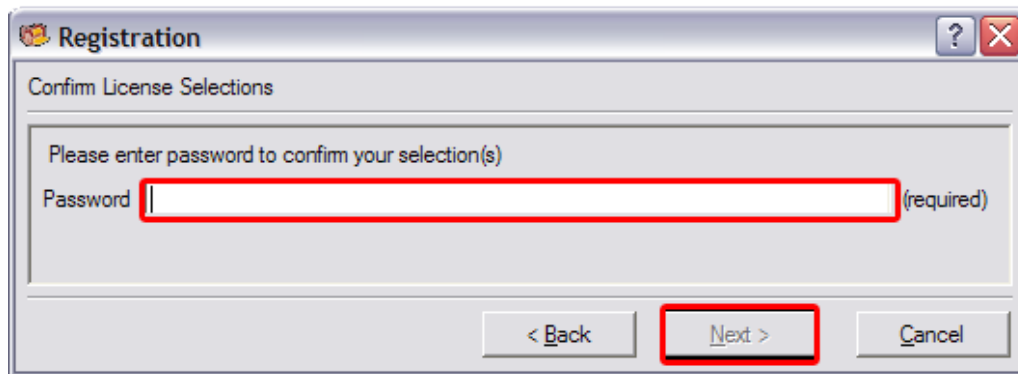 Registration
?
Confirm License Selections
Please enter password to confirm your selection(s)
Password (required)
< Back Next > Cancel